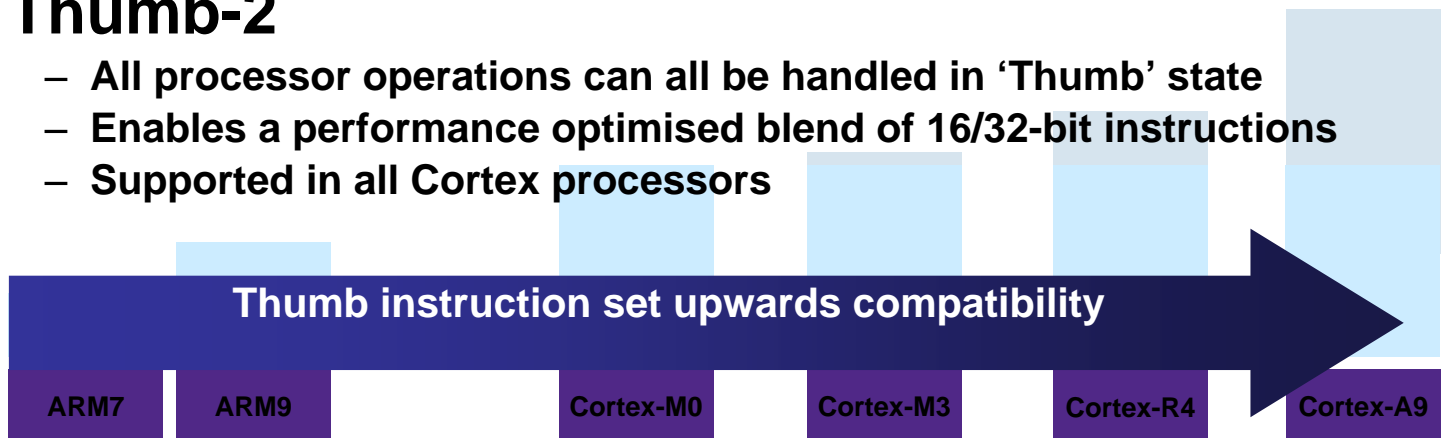 Thumb-2
– All processor operations can all be handled in ‘Thumb’ state
– Enables a performance optimised blend of 16/32-bit instructions
– Supported in all Cortex processors
Thumb instruction set upwards compatibility
ARM7 ARM9 Cortex-M0 Cortex-M3 Cortex-R4 Cortex-A9